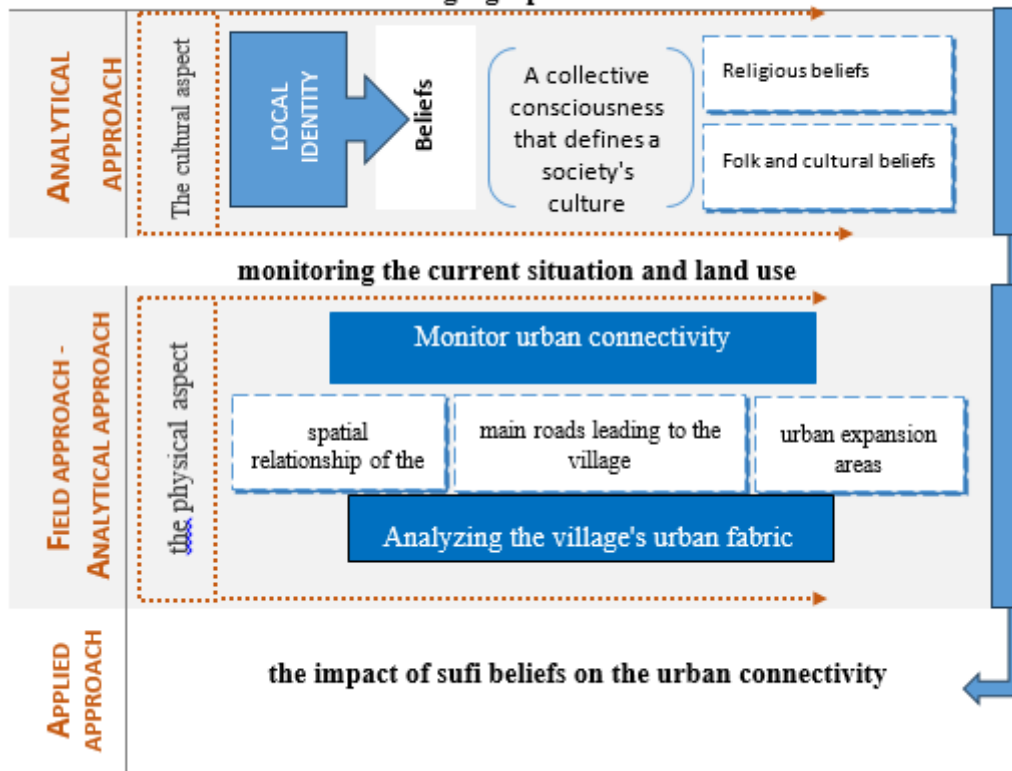 ANALYTICAL
APPROACH
The cultural aspect
LOCAL
IDENTITY
Beliefs
A collective
consciousness
that defines a
society's
culture
Religious beliefs
Folk and cultural beliefs
monitoring the current situation and land use
FIELD APPROACH -
ANALYTICAL APPROACH
the physical aspect
Monitor urban connectivity
spatial
relationship of the
main roads leading to the
village
urban expansion
areas
Analyzing the village's urban fabric
APPLIED
APPROACH
the impact of sufi beliefs on the urban connectivity